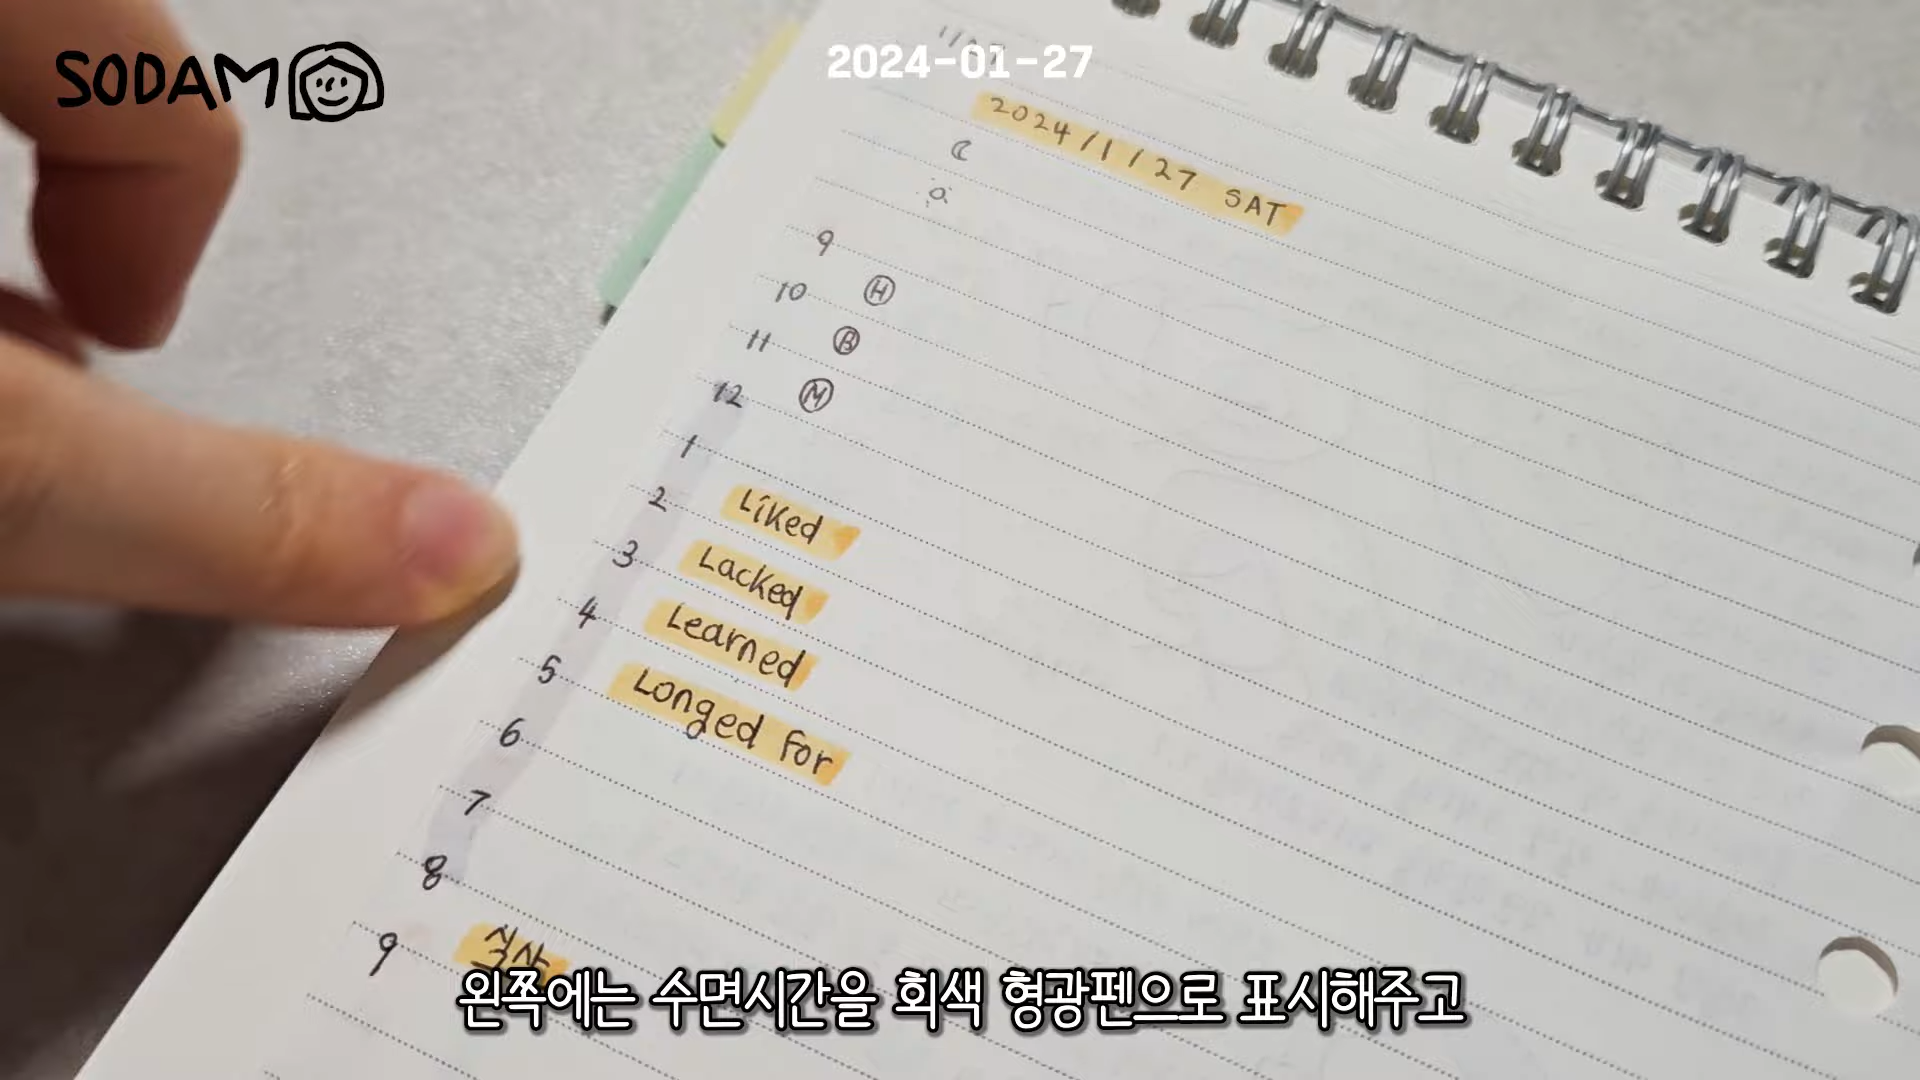 SODAM
2024-01-27
2024/1/27 SAT
9
10 H
11 B
12 M
1
2 Liked
3 Lacked
4 Learned
5 Longed for
6
7
8
9 식사
왼쪽에는 수면시간을 회색 형광펜으로 표시해주고